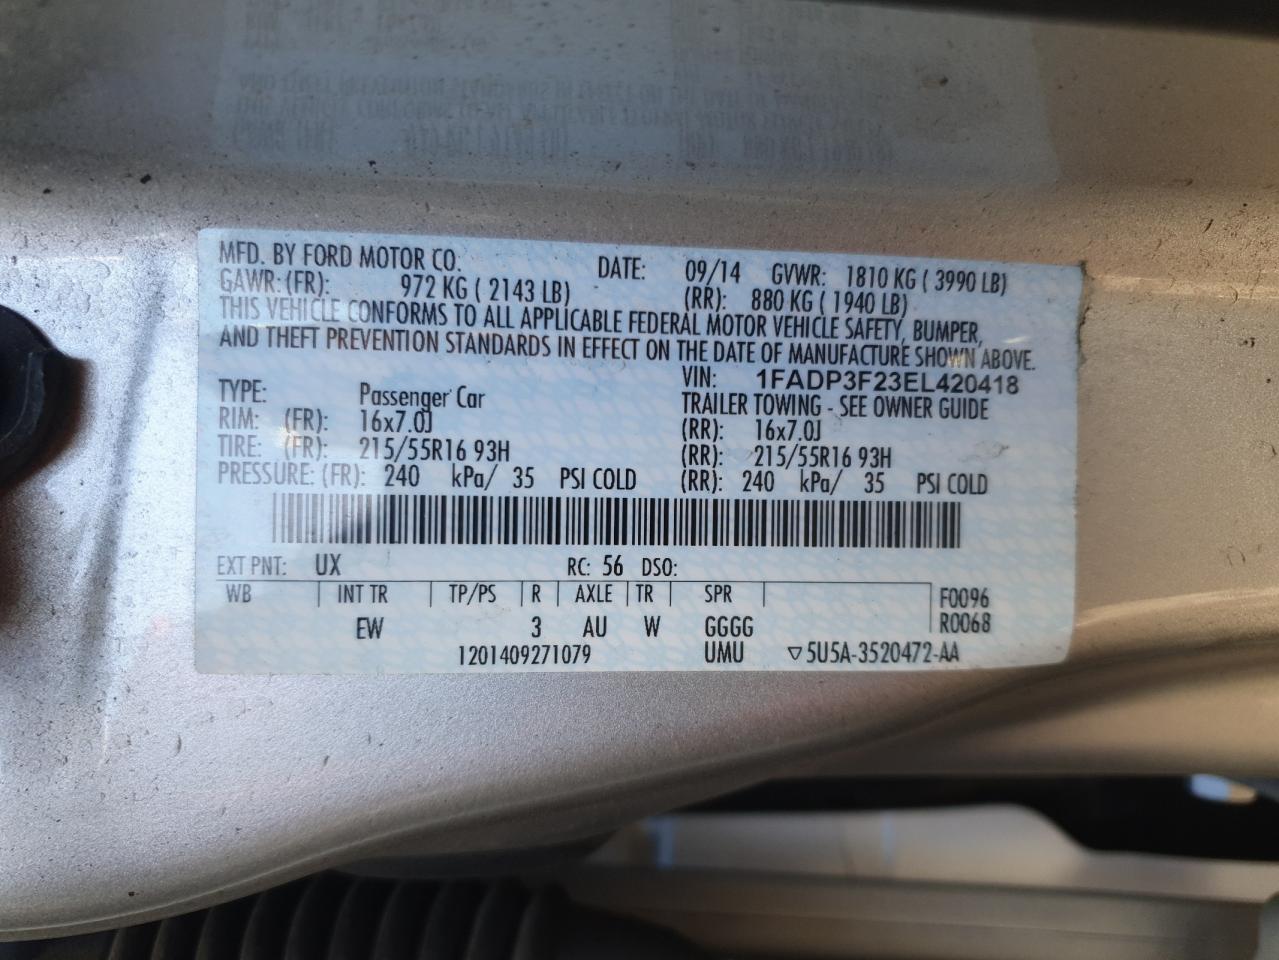 MFD. BY FORD MOTOR CO. DATE: 09/14 GVWR: 1810 KG ( 3990 LB)
GAWR: (FR): 972 KG ( 2143 LB) (RR): 880 KG ( 1940 LB)
THIS VEHICLE CONFORMS TO ALL APPLICABLE FEDERAL MOTOR VEHICLE SAFETY, BUMPER,
AND THEFT PREVENTION STANDARDS IN EFFECT ON THE DATE OF MANUFACTURE SHOWN ABOVE.
VIN: 1FADP3F23EL420418
TYPE: Passenger Car TRAILER TOWING - SEE OWNER GUIDE
RIM: (FR): 16x7.0J (RR): 16x7.0J
TIRE: (FR): 215/55R16 93H (RR): 215/55R16 93H
PRESSURE: (FR): 240 kPa/ 35 PSI COLD (RR): 240 kPa/ 35 PSI COLD
EXT PNT: UX RC: 56 DSO:
WB INT TR TP/PS R AXLE TR SPR F0096
EW 3 AU W GGGG R0068
1201409271079 UMU ▽5U5A-3520472-AA